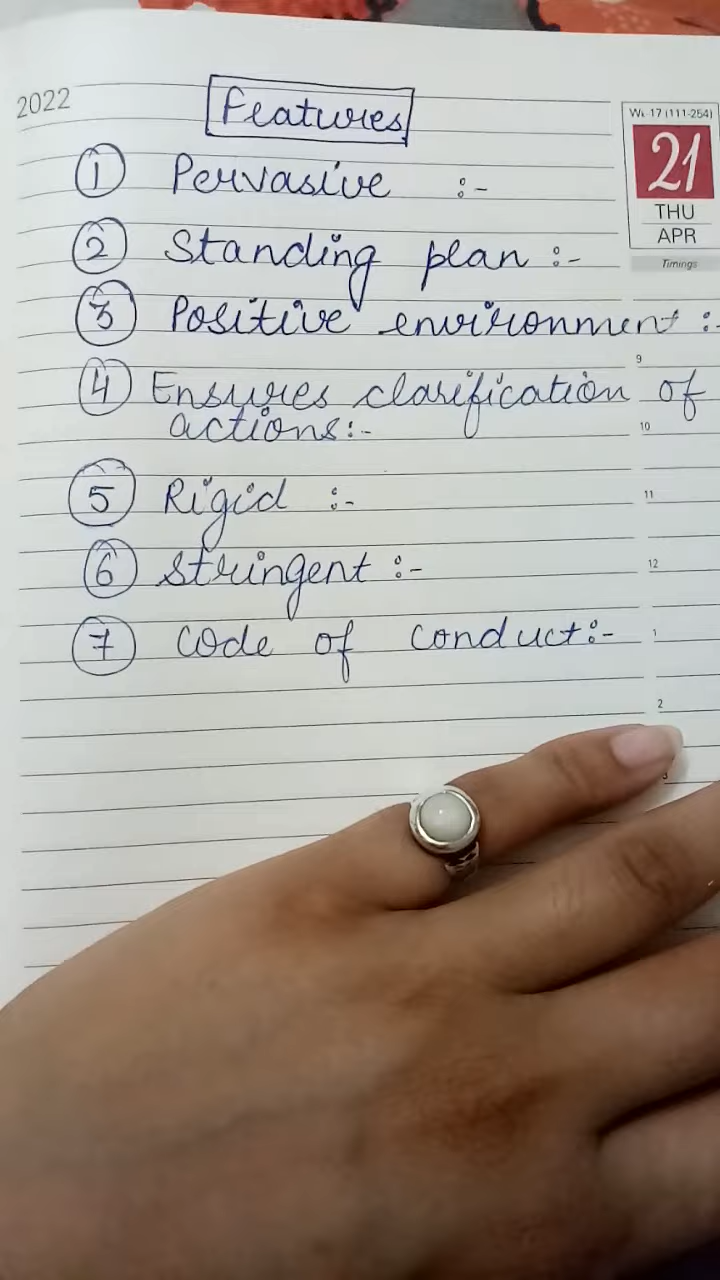 2022
Features
Wk 17 (111-254)
21
THU
APR
Timings
① Pervasive :-
② Standing plan :-
③ Positive environment :-
④ Ensures clarification of
actions:-
⑤ Rigid :-
⑥ Stringent :-
⑦ Code of conduct:-
9
10
11
12
1
2
3